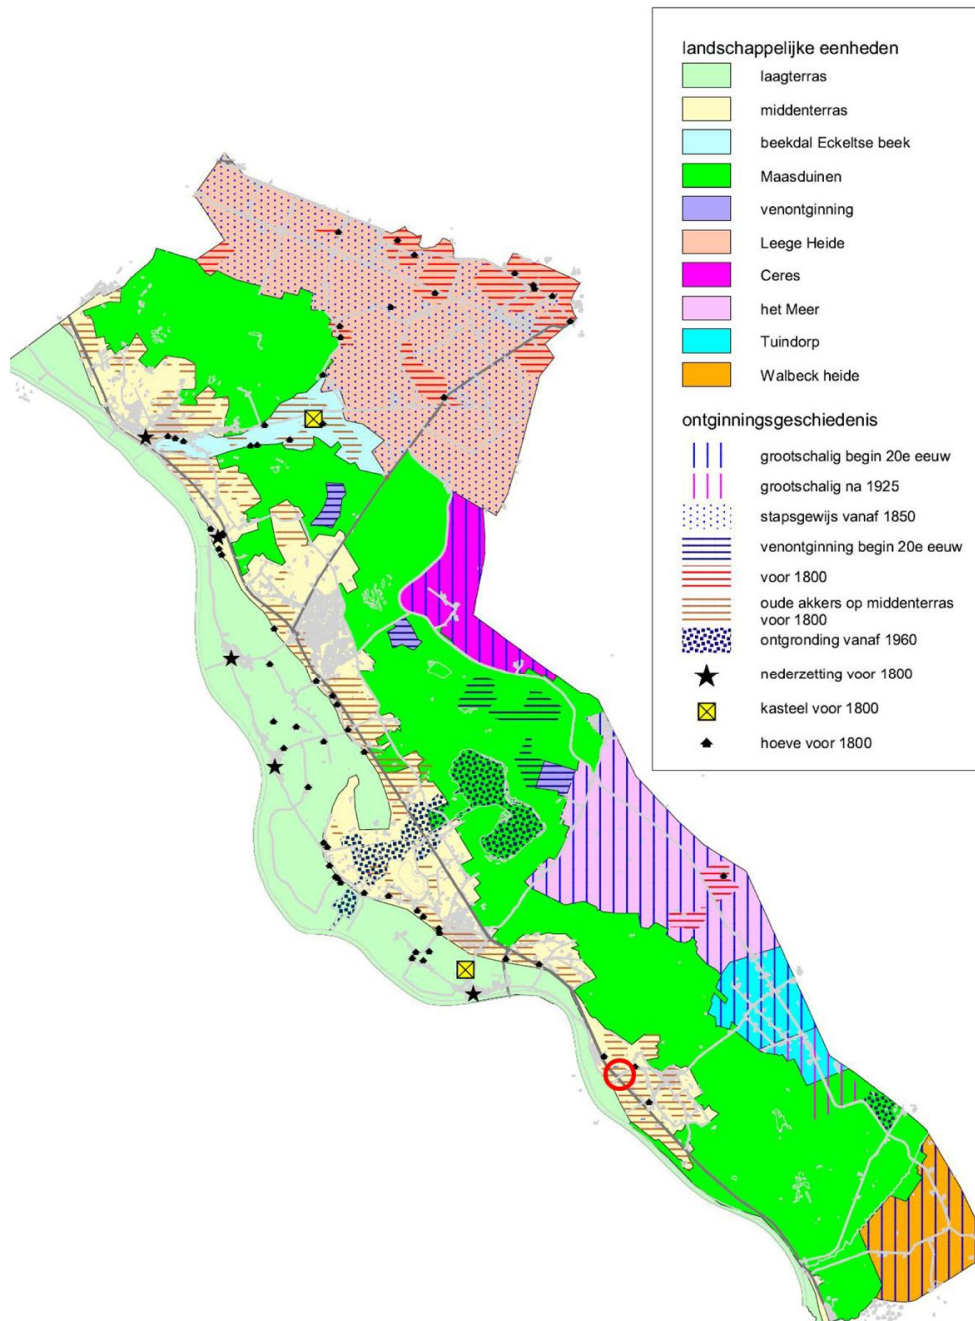 landschappelijke eenheden
laagterras
middenterras
beekdal Eckeltse beek
Maasduinen
venontginning
Leege Heide
Ceres
het Meer
Tuindorp
Walbeck heide
ontginningsgeschiedenis
grootschalig begin 20e eeuw
grootschalig na 1925
stapsgewijs vanaf 1850
venontginning begin 20e eeuw
voor 1800
oude akkers op middenterras
voor 1800
ontgronding vanaf 1960
nederzetting voor 1800
kasteel voor 1800
hoeve voor 1800